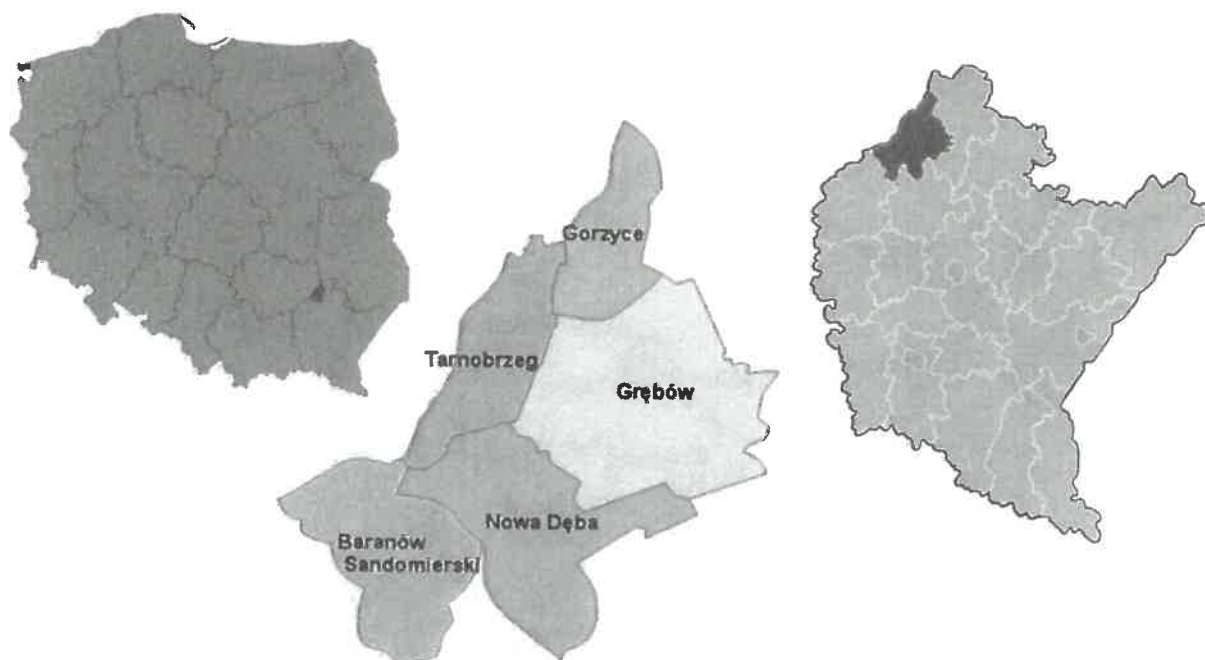 Gorzyce
Tarnobrzeg
Grębów
Nowa Dęba
Baranów
Sandomierski